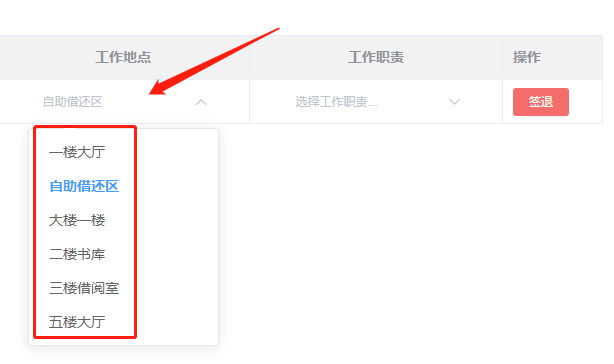 工作地点 工作职责 操作
自助借还区 选择工作职责... 签退
一楼大厅
自助借还区
大楼一楼
二楼书库
三楼借阅室
五楼大厅